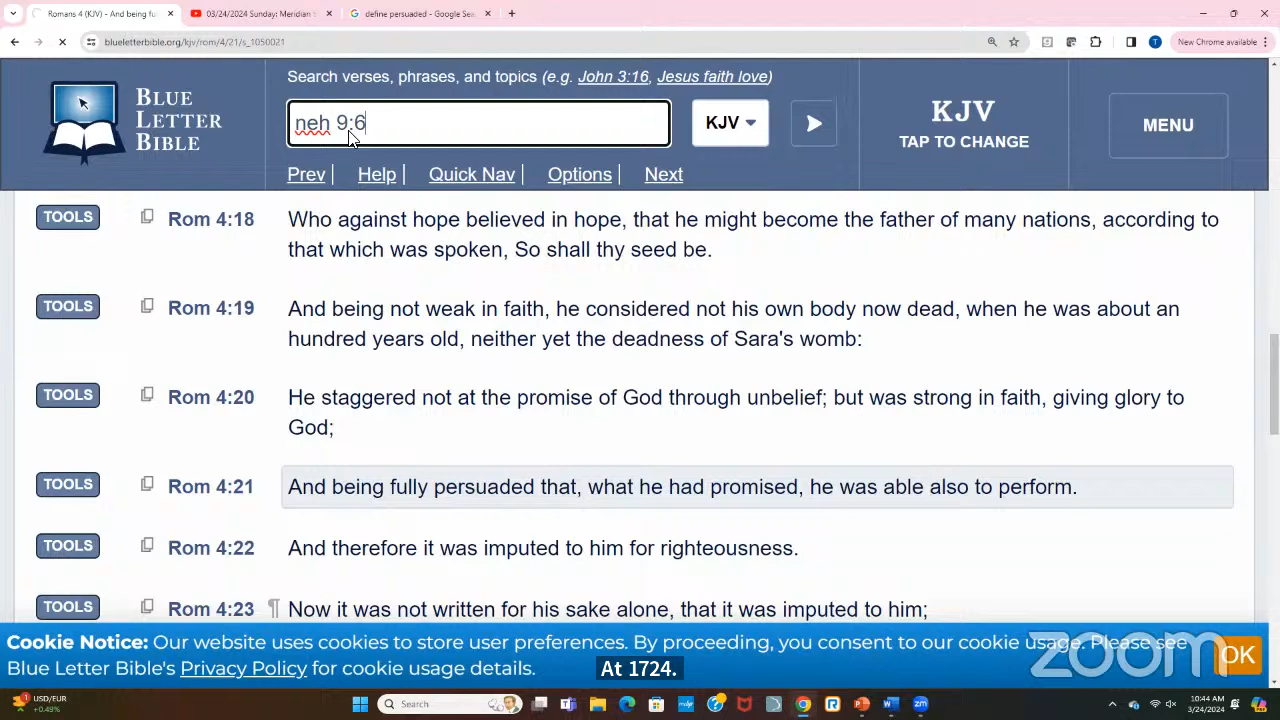 Romans 4 (KJV) - And being ful
03/24/2024 Sunday: Meridian
define persuaded - Google Sea
blueletterbible.org/kjv/rom/4/21/s_1050021
New Chrome available
BLUE
LETTER
BIBLE
Search verses, phrases, and topics (e.g. John 3:16, Jesus faith love)
neh 9:6
KJV
KJV
TAP TO CHANGE
MENU
Prev | Help | Quick Nav | Options | Next
TOOLS Rom 4:18 Who against hope believed in hope, that he might become the father of many nations, according to
that which was spoken, So shall thy seed be.
TOOLS Rom 4:19 And being not weak in faith, he considered not his own body now dead, when he was about an
hundred years old, neither yet the deadness of Sara's womb:
TOOLS Rom 4:20 He staggered not at the promise of God through unbelief; but was strong in faith, giving glory to
God;
TOOLS Rom 4:21 And being fully persuaded that, what he had promised, he was able also to perform.
TOOLS Rom 4:22 And therefore it was imputed to him for righteousness.
TOOLS Rom 4:23 ¶ Now it was not written for his sake alone, that it was imputed to him;
Cookie Notice: Our website uses cookies to store user preferences. By proceeding, you consent to our cookie usage. Please see
Blue Letter Bible's Privacy Policy for cookie usage details.
OK
zoom
At 1724.
USD/EUR
+0.49%
Search
10:44 AM
3/24/2024